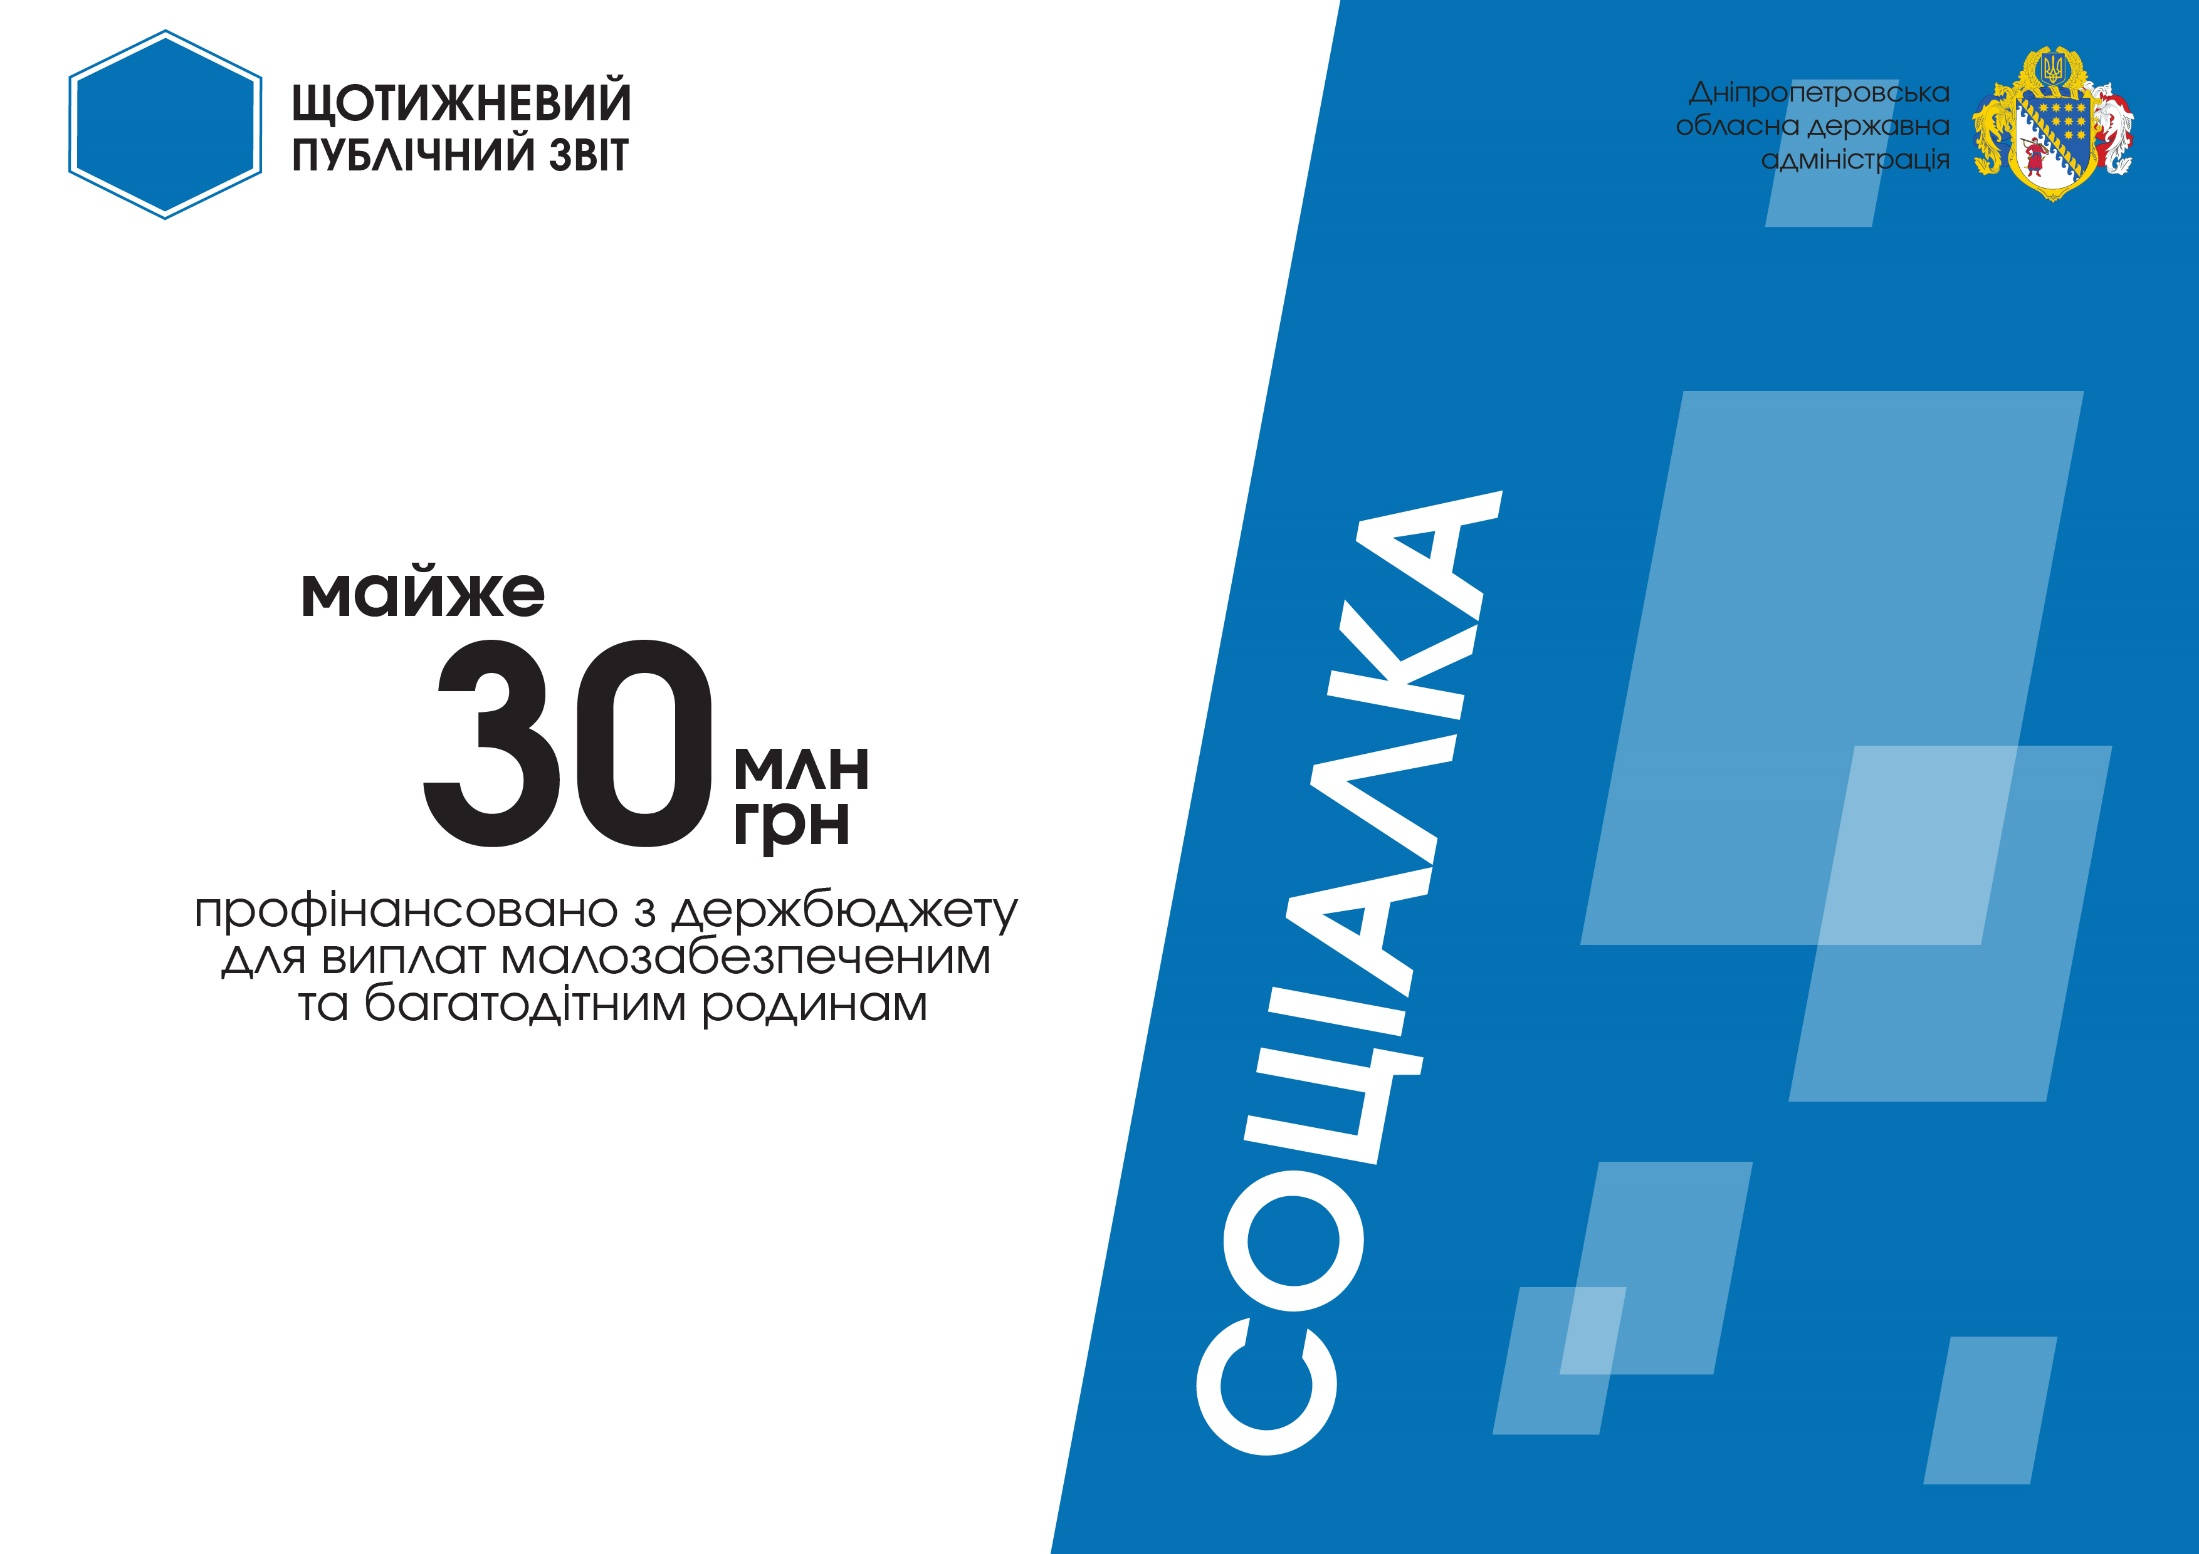 ЩОТИЖНЕВИЙ
ПУБЛІЧНИЙ ЗВІТ
Дніпропетровська
обласна державна
адміністрація
майже
30 млн
грн
профінансовано з держбюджету
для виплат малозабезпеченим
та багатодітним родинам
СОЦІАЛКА